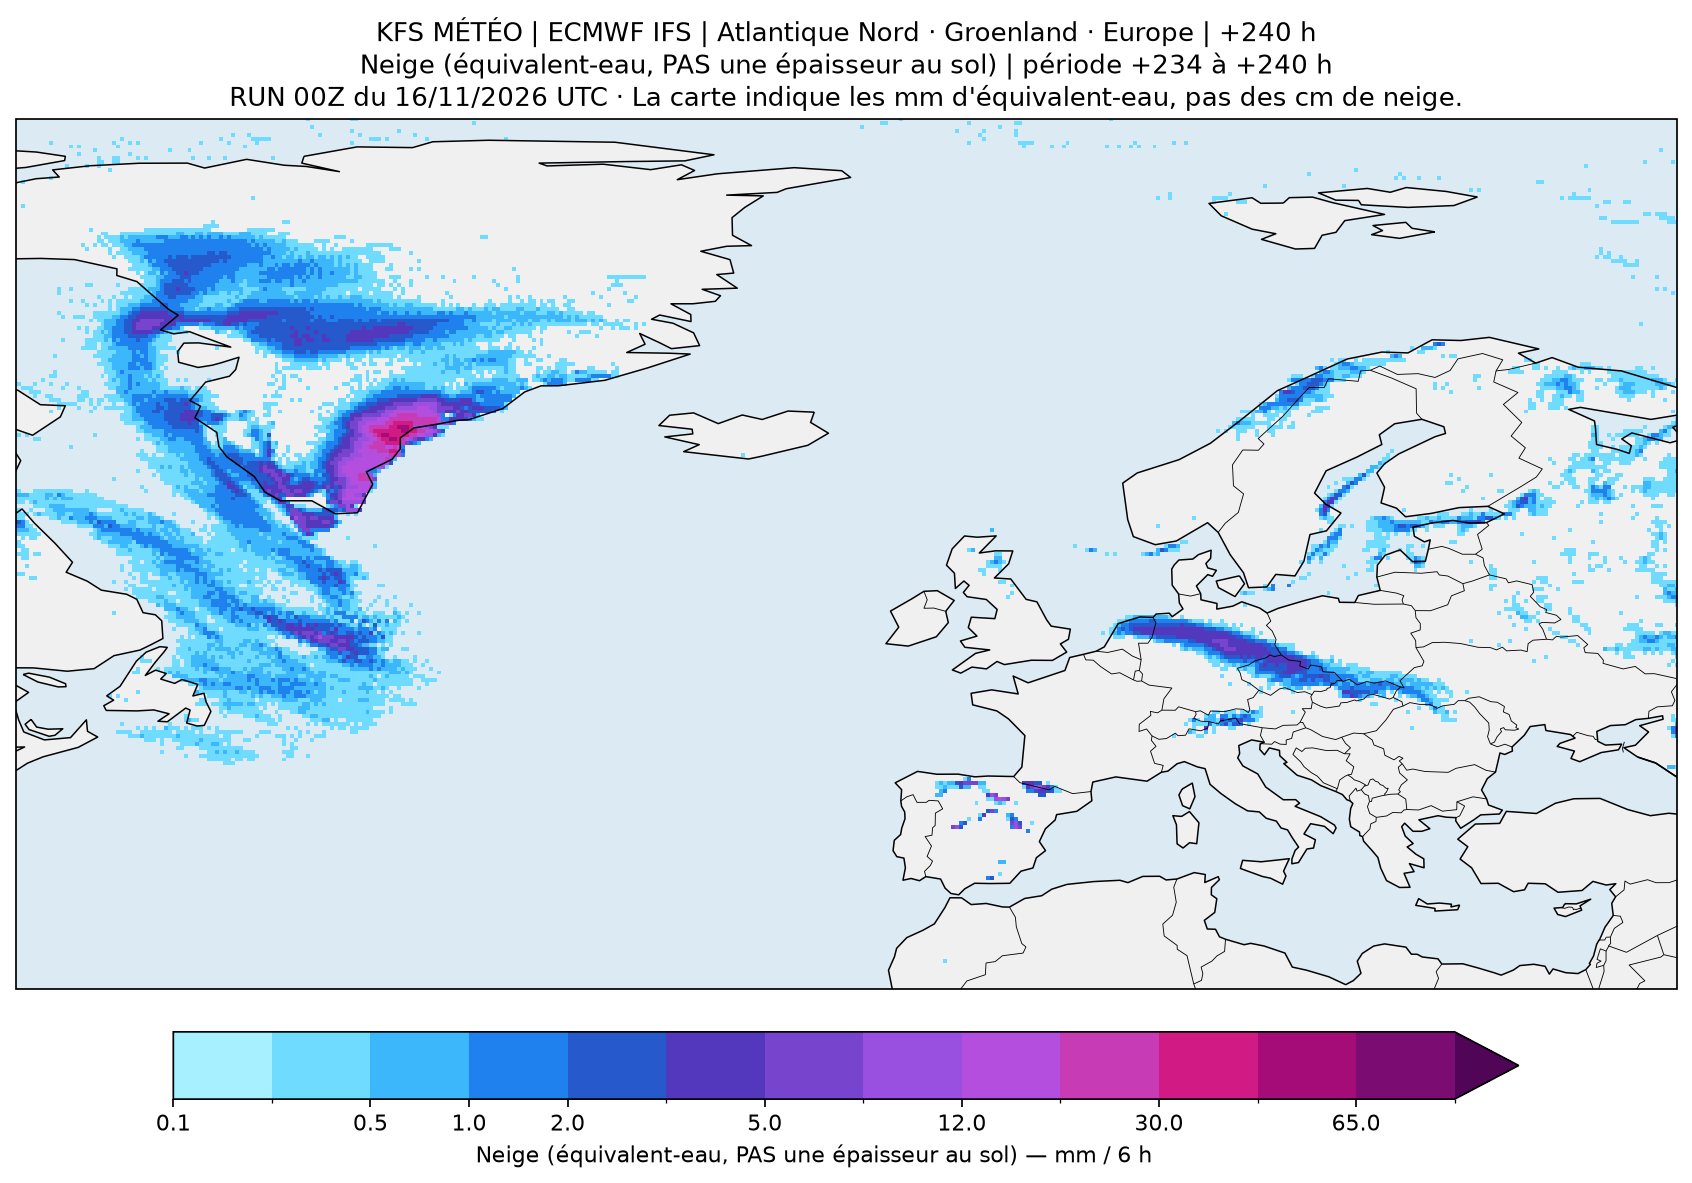 KFS MÉTÉO | ECMWF IFS | Atlantique Nord · Groenland · Europe | +240 h
Neige (équivalent-eau, PAS une épaisseur au sol) | période +234 à +240 h
RUN 00Z du 16/11/2026 UTC · La carte indique les mm d'équivalent-eau, pas des cm de neige.
0.1 0.5 1.0 2.0 5.0 12.0 30.0 65.0
Neige (équivalent-eau, PAS une épaisseur au sol) — mm / 6 h